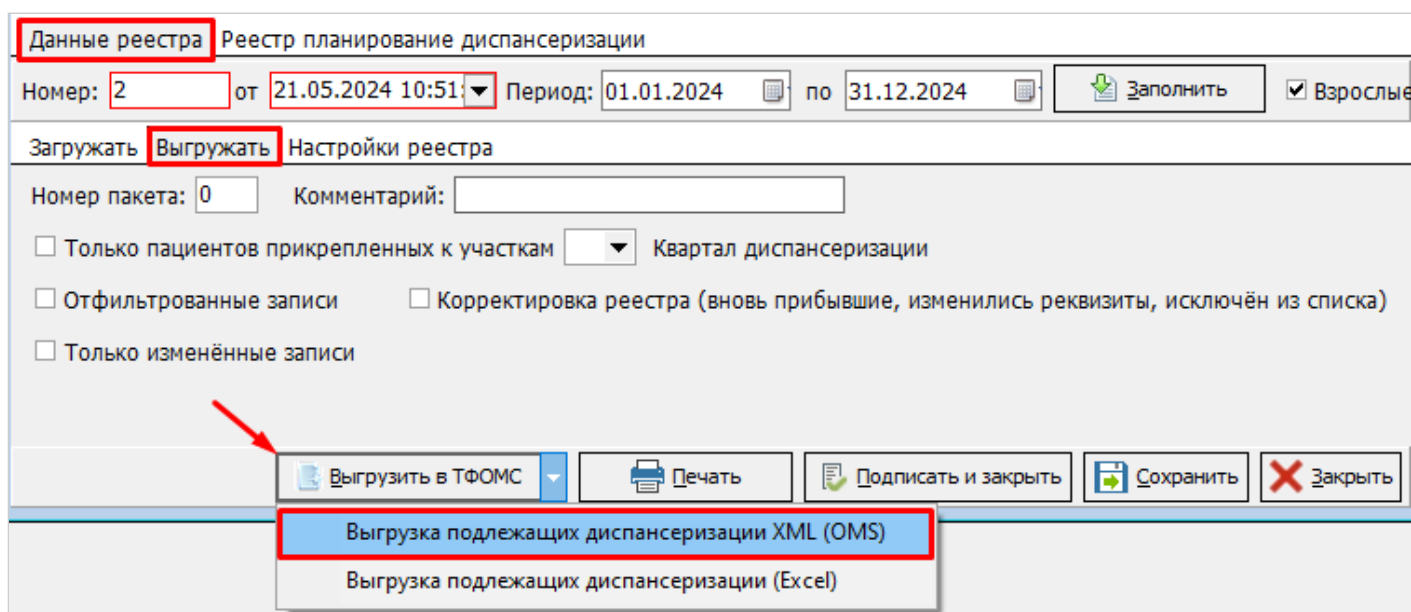 Данные реестра Реестр планирование диспансеризации
Номер: 2 от 21.05.2024 10:51: Период: 01.01.2024 по 31.12.2024 Заполнить Взрослые
Загружать Выгружать Настройки реестра
Номер пакета: 0 Комментарий:
Только пациентов прикрепленных к участкам Квартал диспансеризации
Отфильтрованные записи Корректировка реестра (вновь прибывшие, изменились реквизиты, исключён из списка)
Только изменённые записи
Выгрузить в ТФОМС Печать Подписать и закрыть Сохранить Закрыть
Выгрузка подлежащих диспансеризации XML (OMS)
Выгрузка подлежащих диспансеризации (Excel)